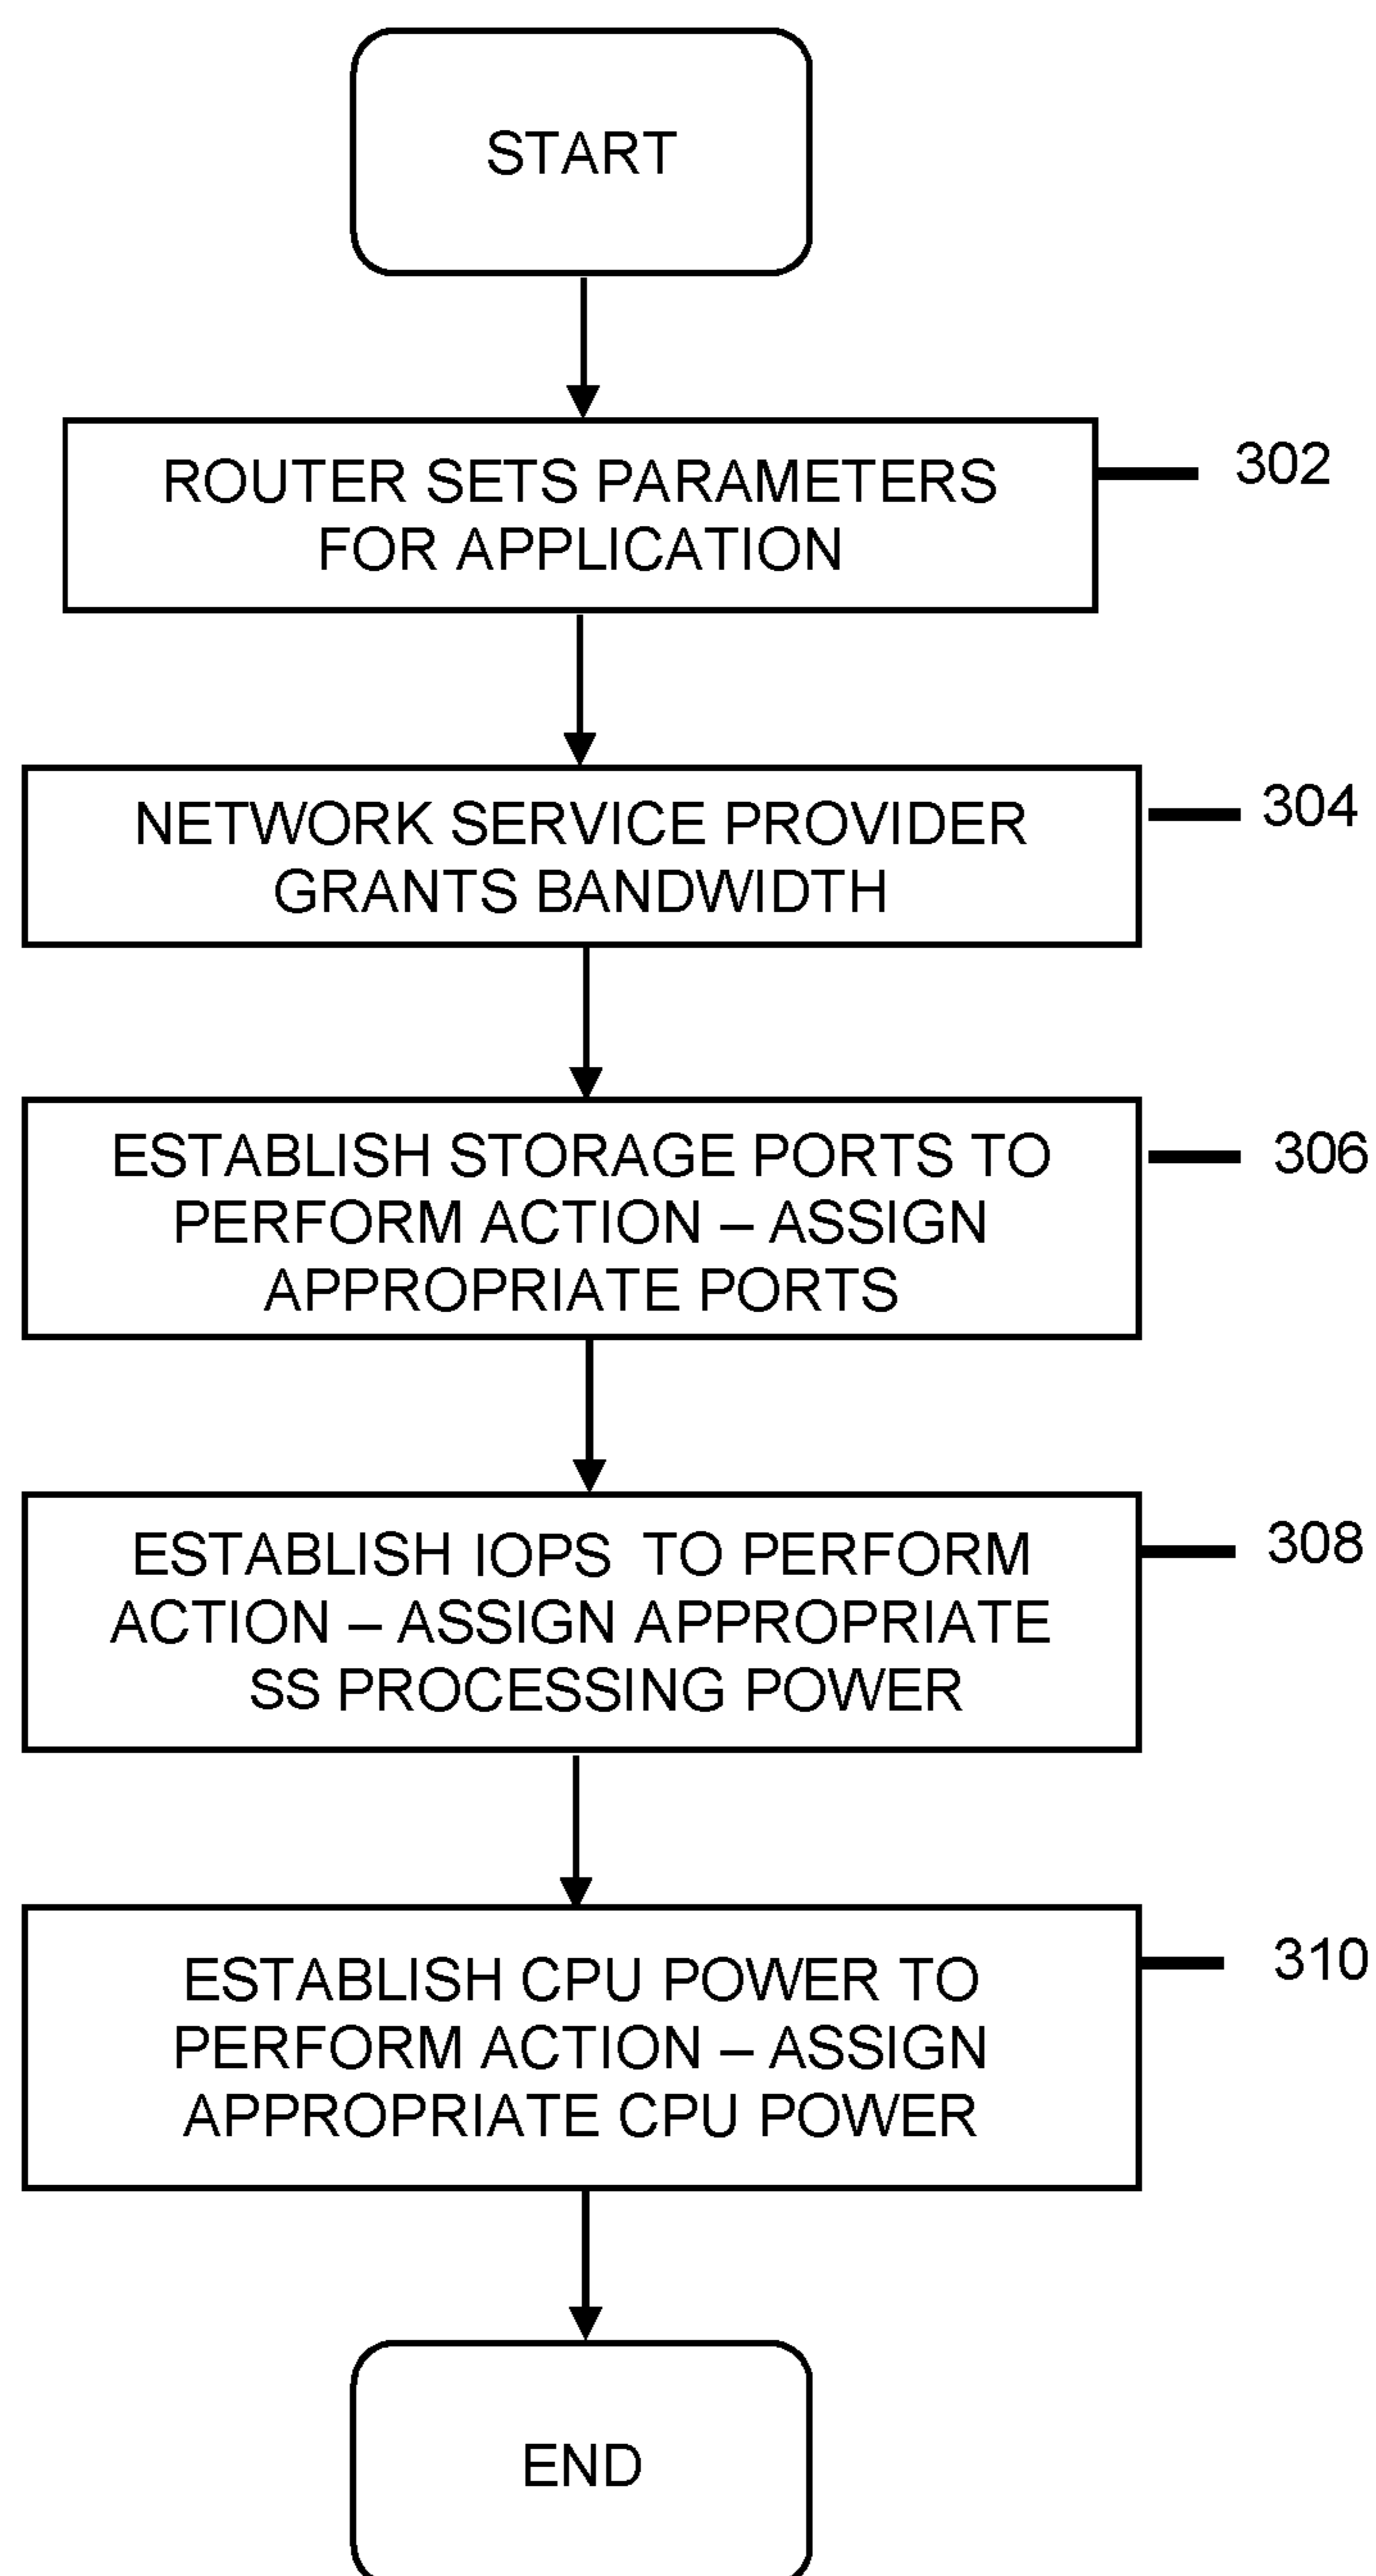 START
ROUTER SETS PARAMETERS
FOR APPLICATION
302
NETWORK SERVICE PROVIDER
GRANTS BANDWIDTH
304
ESTABLISH STORAGE PORTS TO
PERFORM ACTION – ASSIGN
APPROPRIATE PORTS
306
ESTABLISH IOPS TO PERFORM
ACTION – ASSIGN APPROPRIATE
SS PROCESSING POWER
308
ESTABLISH CPU POWER TO
PERFORM ACTION – ASSIGN
APPROPRIATE CPU POWER
310
END